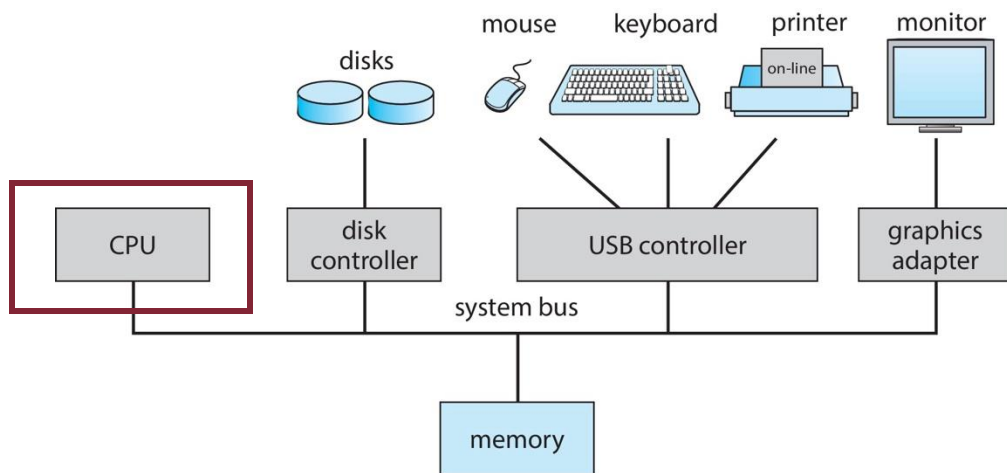 mouse
keyboard
printer
monitor
disks
on-line
CPU
disk
controller
USB controller
graphics
adapter
system bus
memory